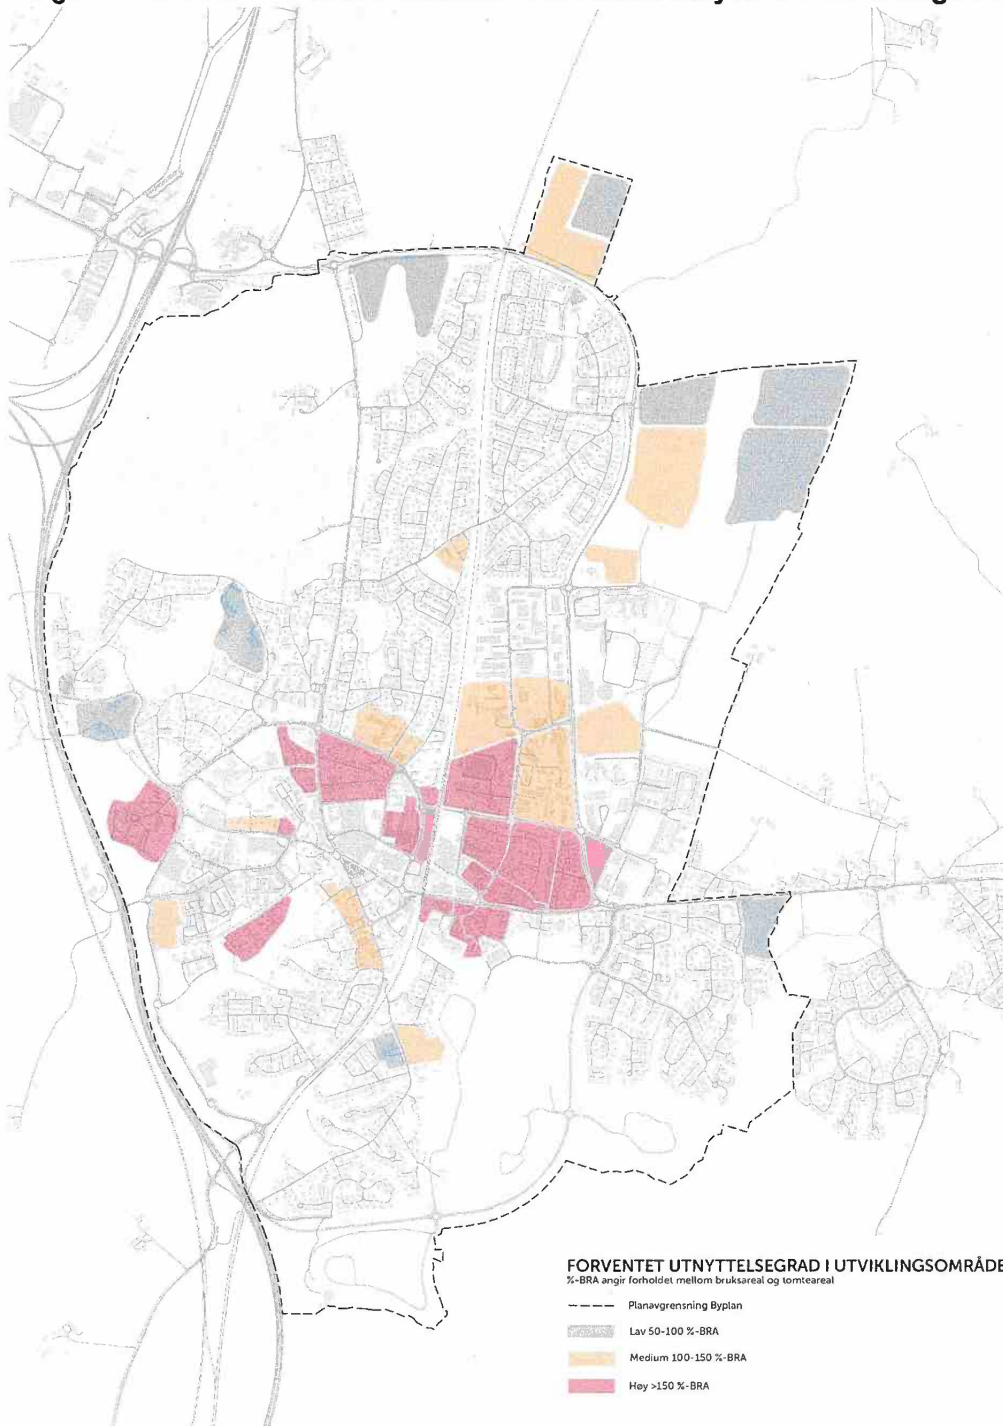 FORVENTET UTNYTTELSEGRAD I UTVIKLINGSOMRÅDE
%-BRA angir forholdet mellom bruksareal og tomteareal
Planavgrensning Byplan
Lav 50-100 %-BRA
Medium 100-150 %-BRA
Høy >150 %-BRA